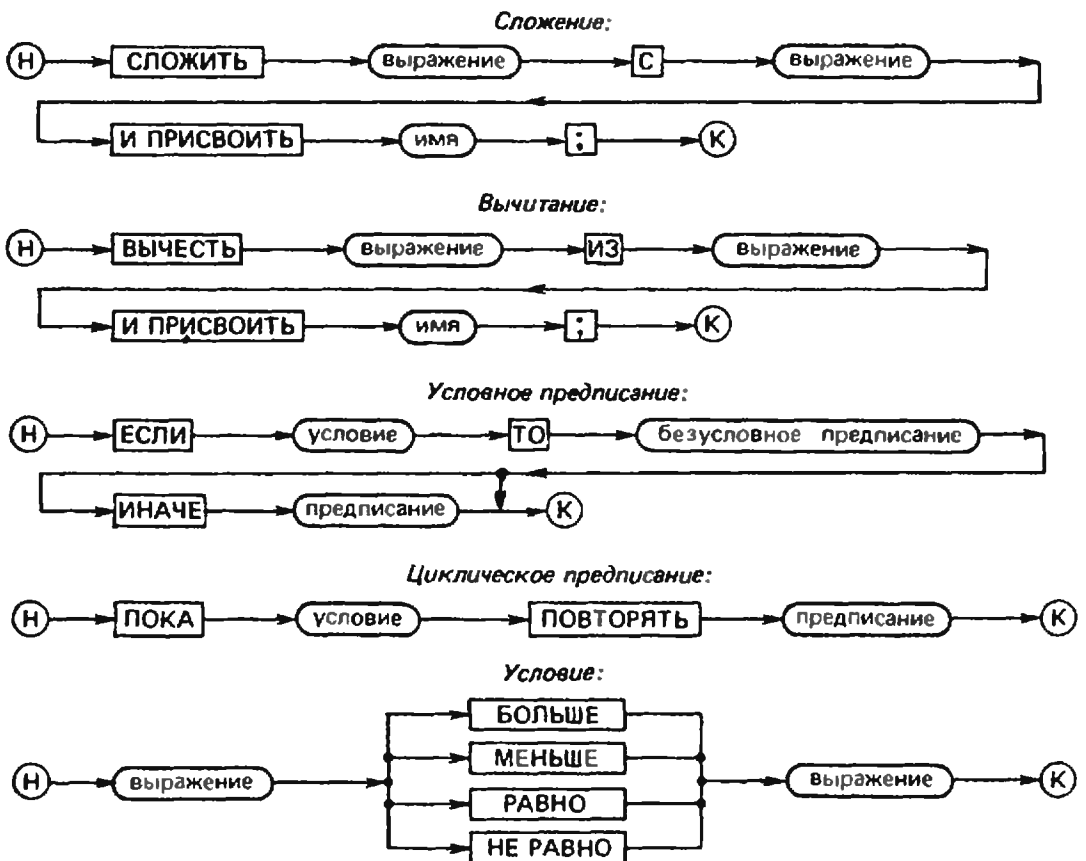 Сложение:
Н СЛОЖИТЬ выражение С выражение
И ПРИСВОИТЬ имя ; К
Вычитание:
Н ВЫЧЕСТЬ выражение ИЗ выражение
И ПРИСВОИТЬ имя ; К
Условное предписание:
Н ЕСЛИ условие ТО безусловное предписание
ИНАЧЕ предписание К
Циклическое предписание:
Н ПОКА условие ПОВТОРЯТЬ предписание К
Условие:
БОЛЬШЕ
МЕНЬШЕ
Н выражение выражение К
РАВНО
НЕ РАВНО